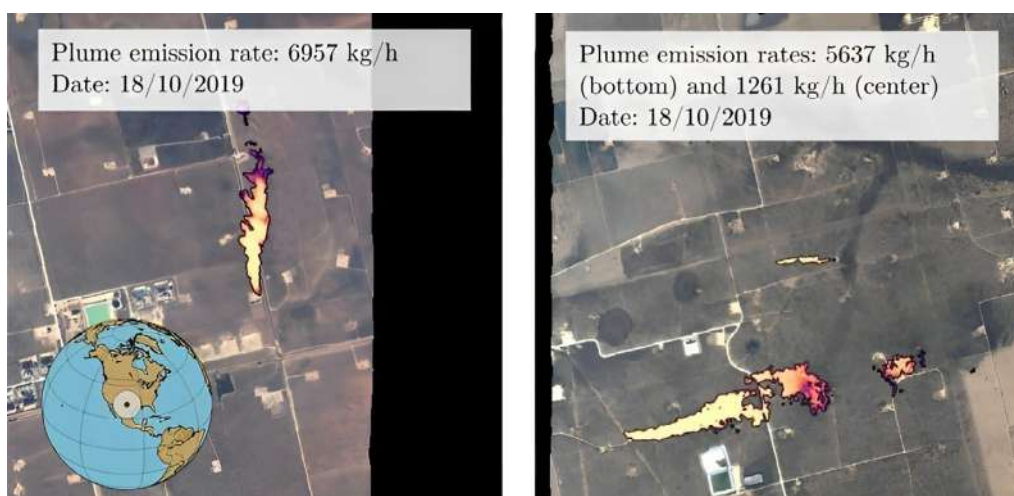 Plume emission rate: 6957 kg/h
Date: 18/10/2019
Plume emission rates: 5637 kg/h
(bottom) and 1261 kg/h (center)
Date: 18/10/2019